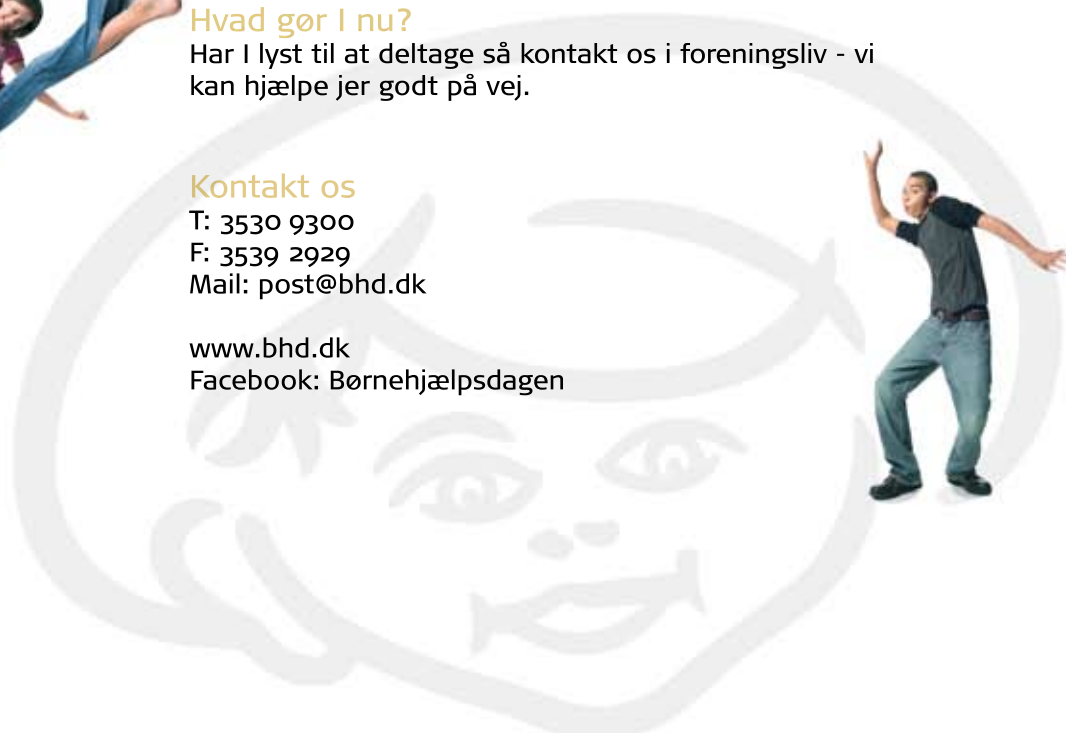 Hvad gør I nu?
Har I lyst til at deltage så kontakt os i foreningsliv - vi
kan hjælpe jer godt på vej.
Kontakt os
T: 3530 9300
F: 3539 2929
Mail: post@bhd.dk
www.bhd.dk
Facebook: Børnehjælpsdagen